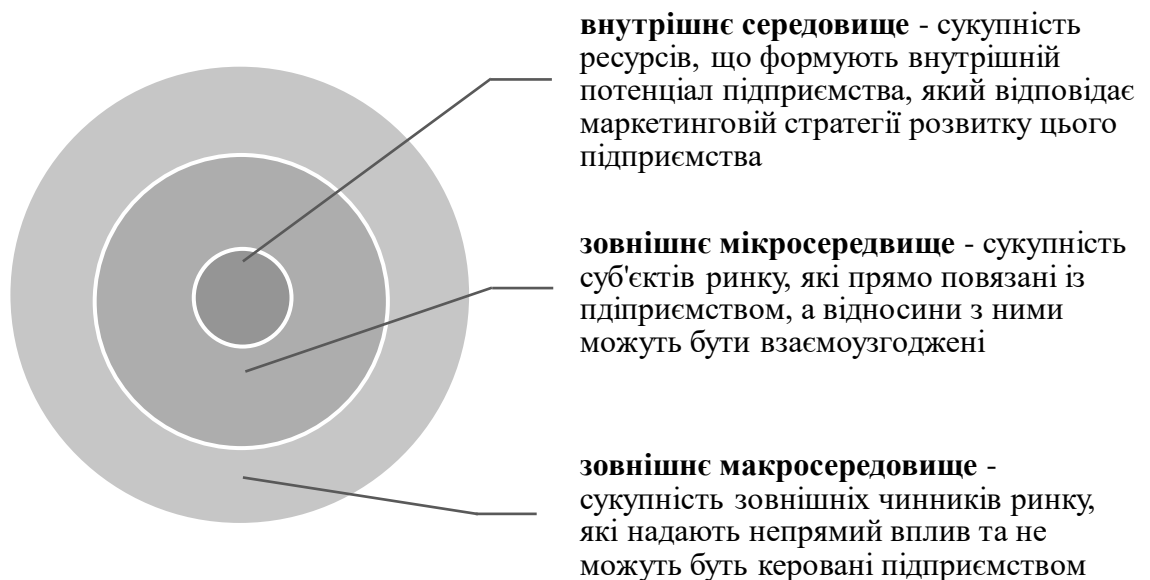 внутрішнє середовище - сукупність
ресурсів, що формують внутрішній
потенціал підприємства, який відповідає
маркетинговій стратегії розвитку цього
підприємства
зовнішнє мікросередвище - сукупність
суб'єктів ринку, які прямо повязані із
пдіприємством, а відносини з ними
можуть бути взаємоузгоджені
зовнішнє макросередовище -
сукупність зовнішніх чинників ринку,
які надають непрямий вплив та не
можуть буть керовані підприємством